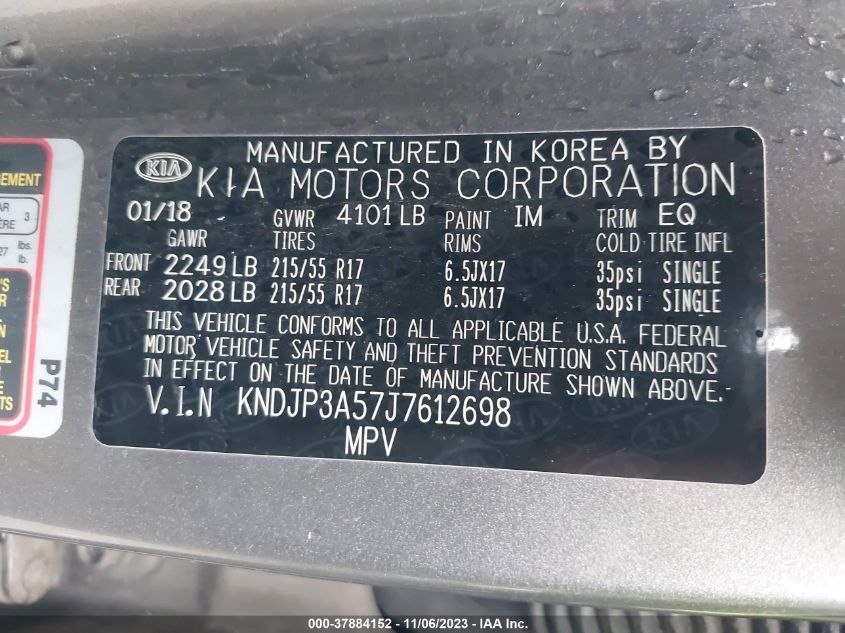 KIA
MANUFACTURED IN KOREA BY
KIA MOTORS CORPORATION
01/18 GVWR 4101 LB PAINT IM TRIM EQ
GAWR TIRES RIMS COLD TIRE INFL
FRONT 2249 LB 215/55 R17 6.5JX17 35psi SINGLE
REAR 2028 LB 215/55 R17 6.5JX17 35psi SINGLE
THIS VEHICLE CONFORMS TO ALL APPLICABLE U.S.A. FEDERAL
MOTOR VEHICLE SAFETY AND THEFT PREVENTION STANDARDS
IN EFFECT ON THE DATE OF MANUFACTURE SHOWN ABOVE.
V.I.N KNDJP3A57J7612698
MPV
3
lbs.
lb.
P74
000-37884152 - 11/06/2023 - IAA Inc.